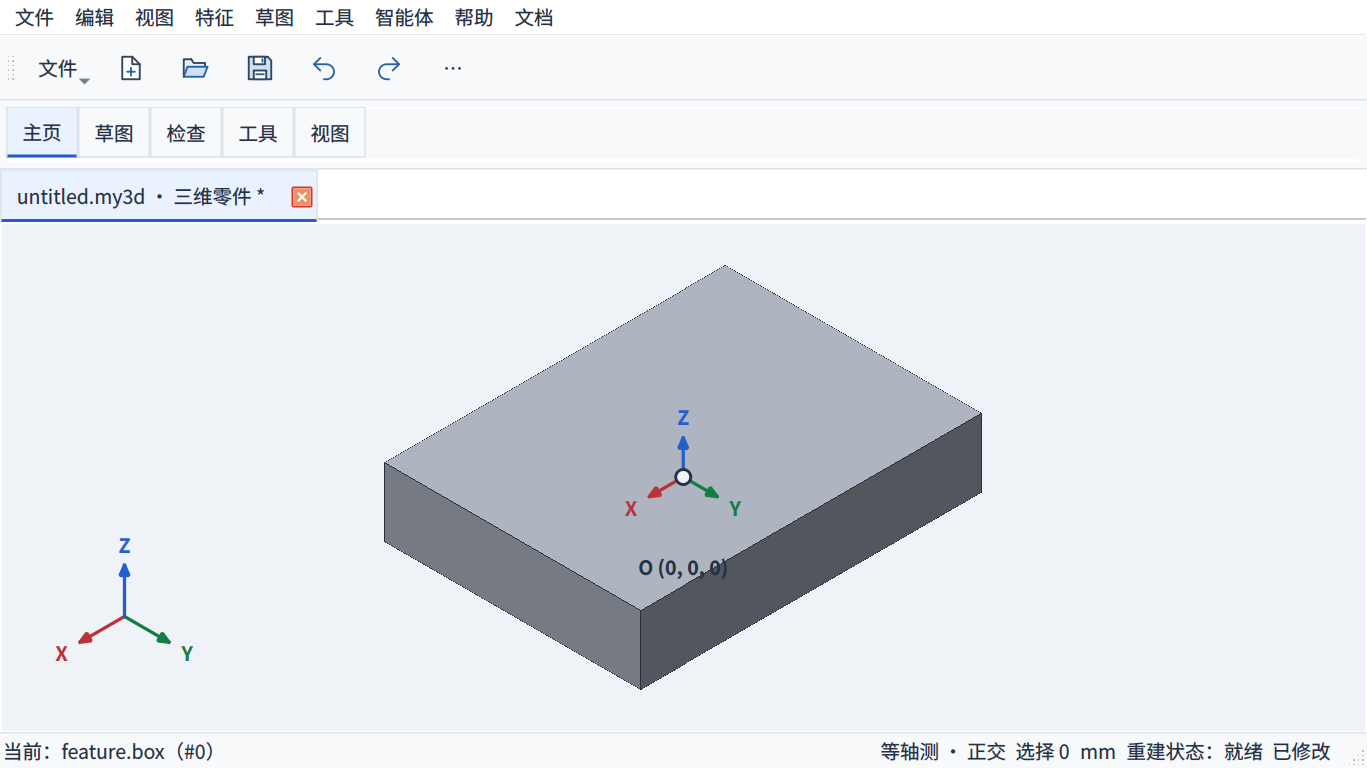 文件 编辑 视图 特征 草图 工具 智能体 帮助 文档
文件 ...
主页 草图 检查 工具 视图
untitled.my3d · 三维零件 *
Z
X Y
O (0, 0, 0)
Z
X Y
当前：feature.box（#0） 等轴测 · 正交 选择 0 mm 重建状态：就绪 已修改